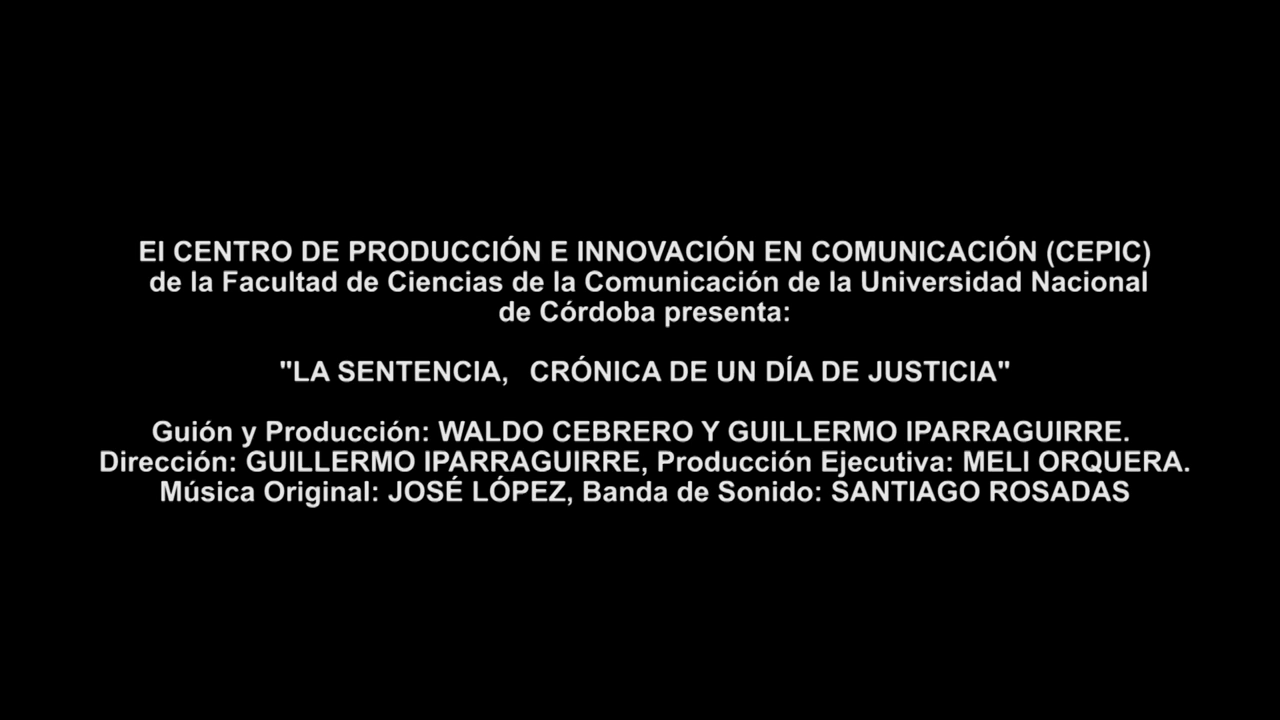 El CENTRO DE PRODUCCIÓN E INNOVACIÓN EN COMUNICACIÓN (CEPIC)
de la Facultad de Ciencias de la Comunicación de la Universidad Nacional
de Córdoba presenta:
"LA SENTENCIA, CRÓNICA DE UN DÍA DE JUSTICIA"
Guión y Producción: WALDO CEBRERO Y GUILLERMO IPARRAGUIRRE.
Dirección: GUILLERMO IPARRAGUIRRE, Producción Ejecutiva: MELI ORQUERA.
Música Original: JOSÉ LÓPEZ, Banda de Sonido: SANTIAGO ROSADAS